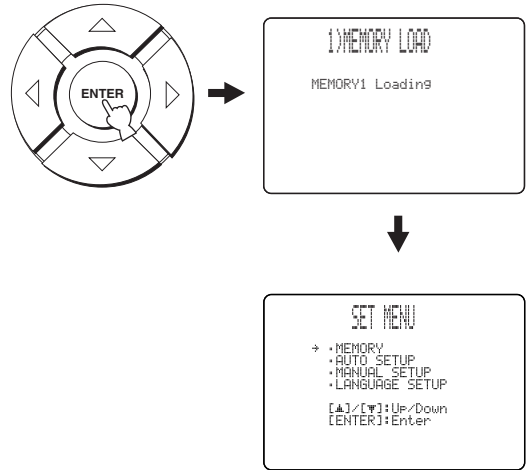 ENTER
1)MEMORY LOAD
MEMORY1 Loading
SET MENU
→ ・MEMORY
・AUTO SETUP
・MANUAL SETUP
・LANGUAGE SETUP
[▲]/[▼]:Up/Down
[ENTER]:Enter